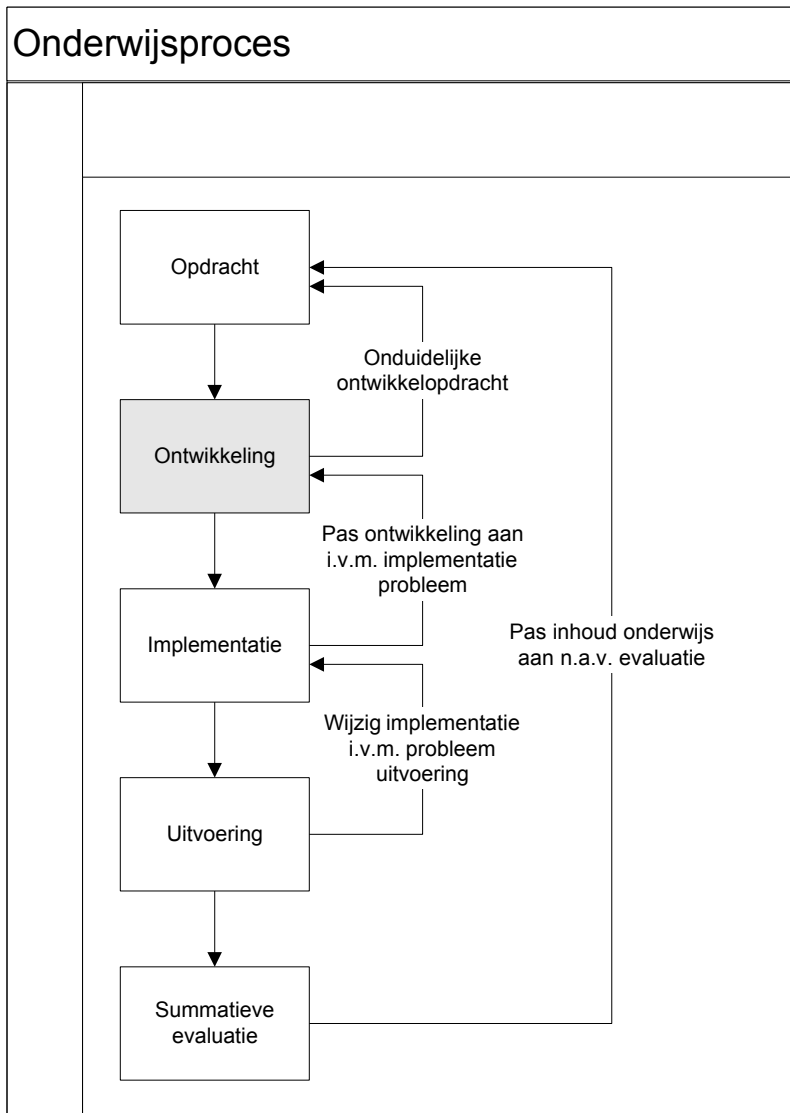 Onderwijsproces
Opdracht
Onduidelijke
ontwikkelopdracht
Ontwikkeling
Pas ontwikkeling aan
i.v.m. implementatie
probleem
Implementatie
Pas inhoud onderwijs
aan n.a.v. evaluatie
Wijzig implementatie
i.v.m. probleem
uitvoering
Uitvoering
Summatieve
evaluatie